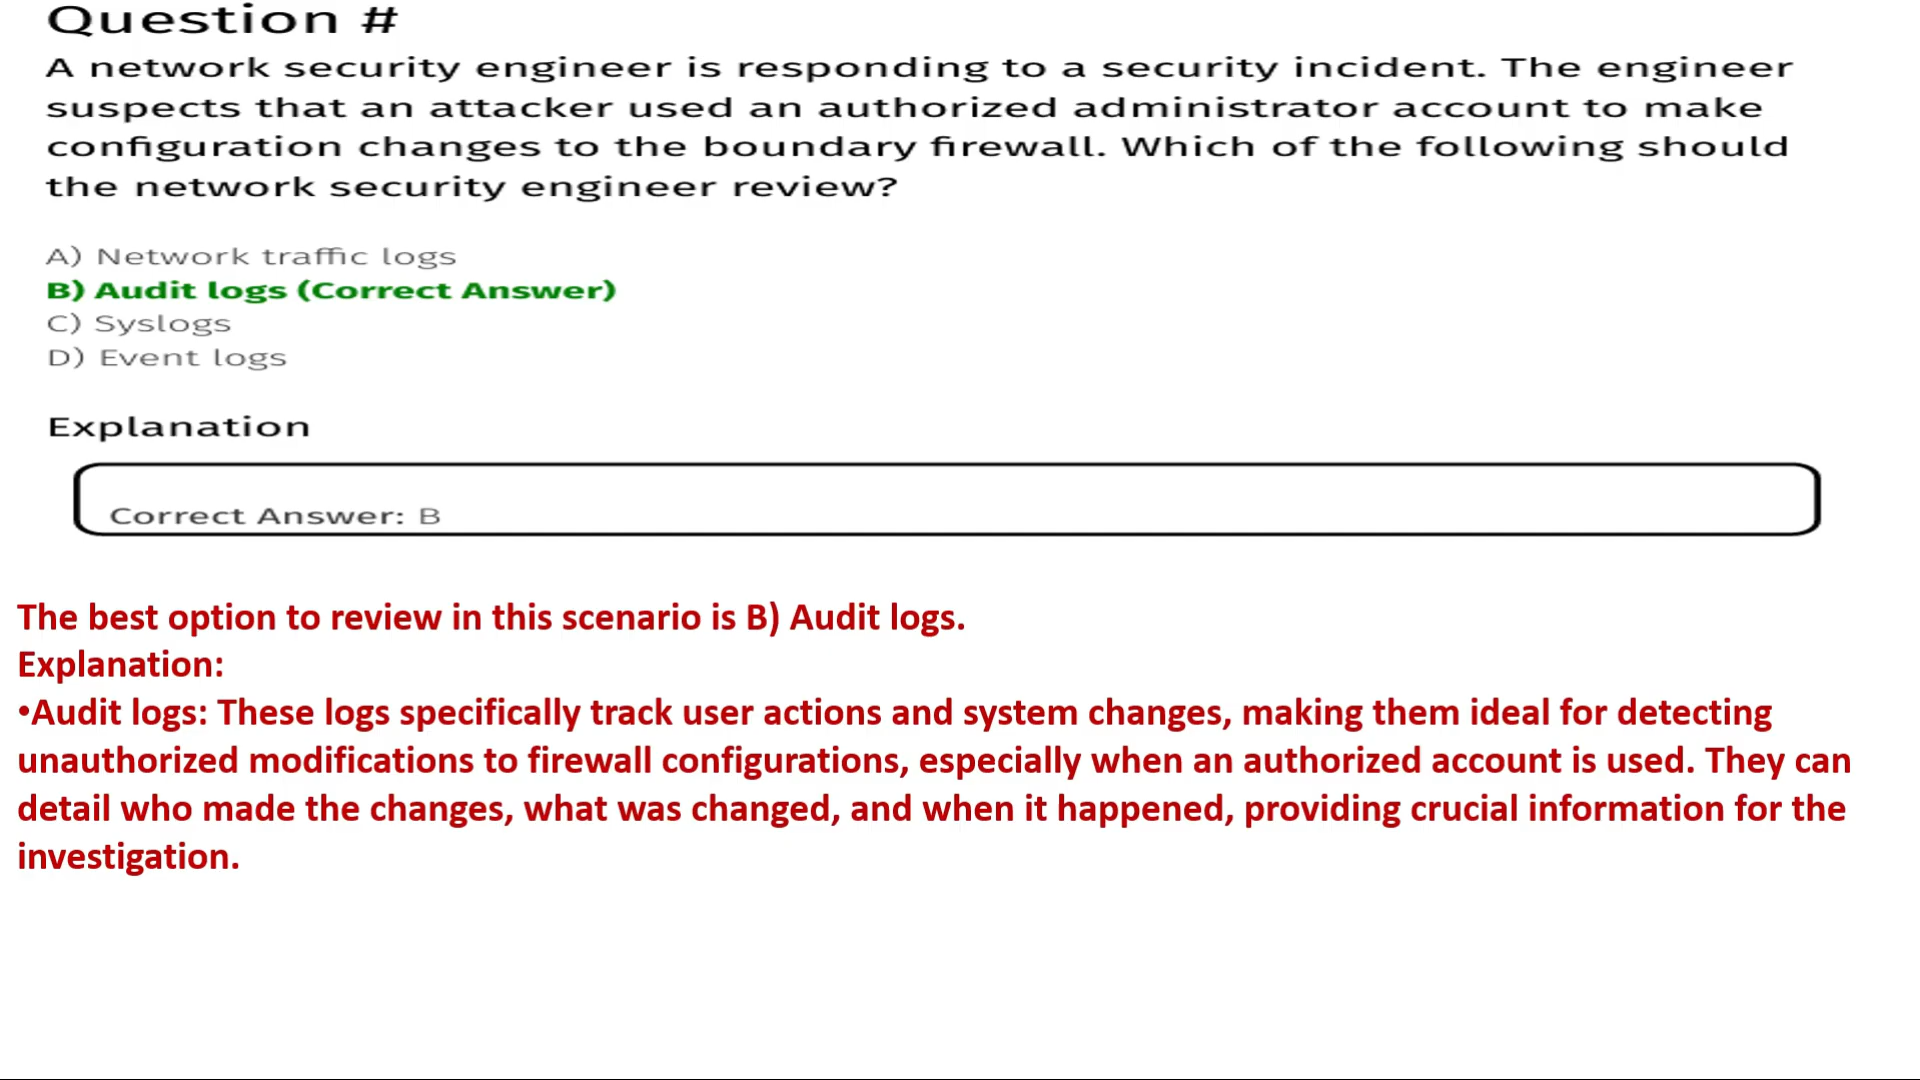 Question #
A network security engineer is responding to a security incident. The engineer
suspects that an attacker used an authorized administrator account to make
configuration changes to the boundary firewall. Which of the following should
the network security engineer review?
A) Network traffic logs
B) Audit logs (Correct Answer)
C) Syslogs
D) Event logs
Explanation
Correct Answer: B
The best option to review in this scenario is B) Audit logs.
Explanation:
•Audit logs: These logs specifically track user actions and system changes, making them ideal for detecting
unauthorized modifications to firewall configurations, especially when an authorized account is used. They can
detail who made the changes, what was changed, and when it happened, providing crucial information for the
investigation.